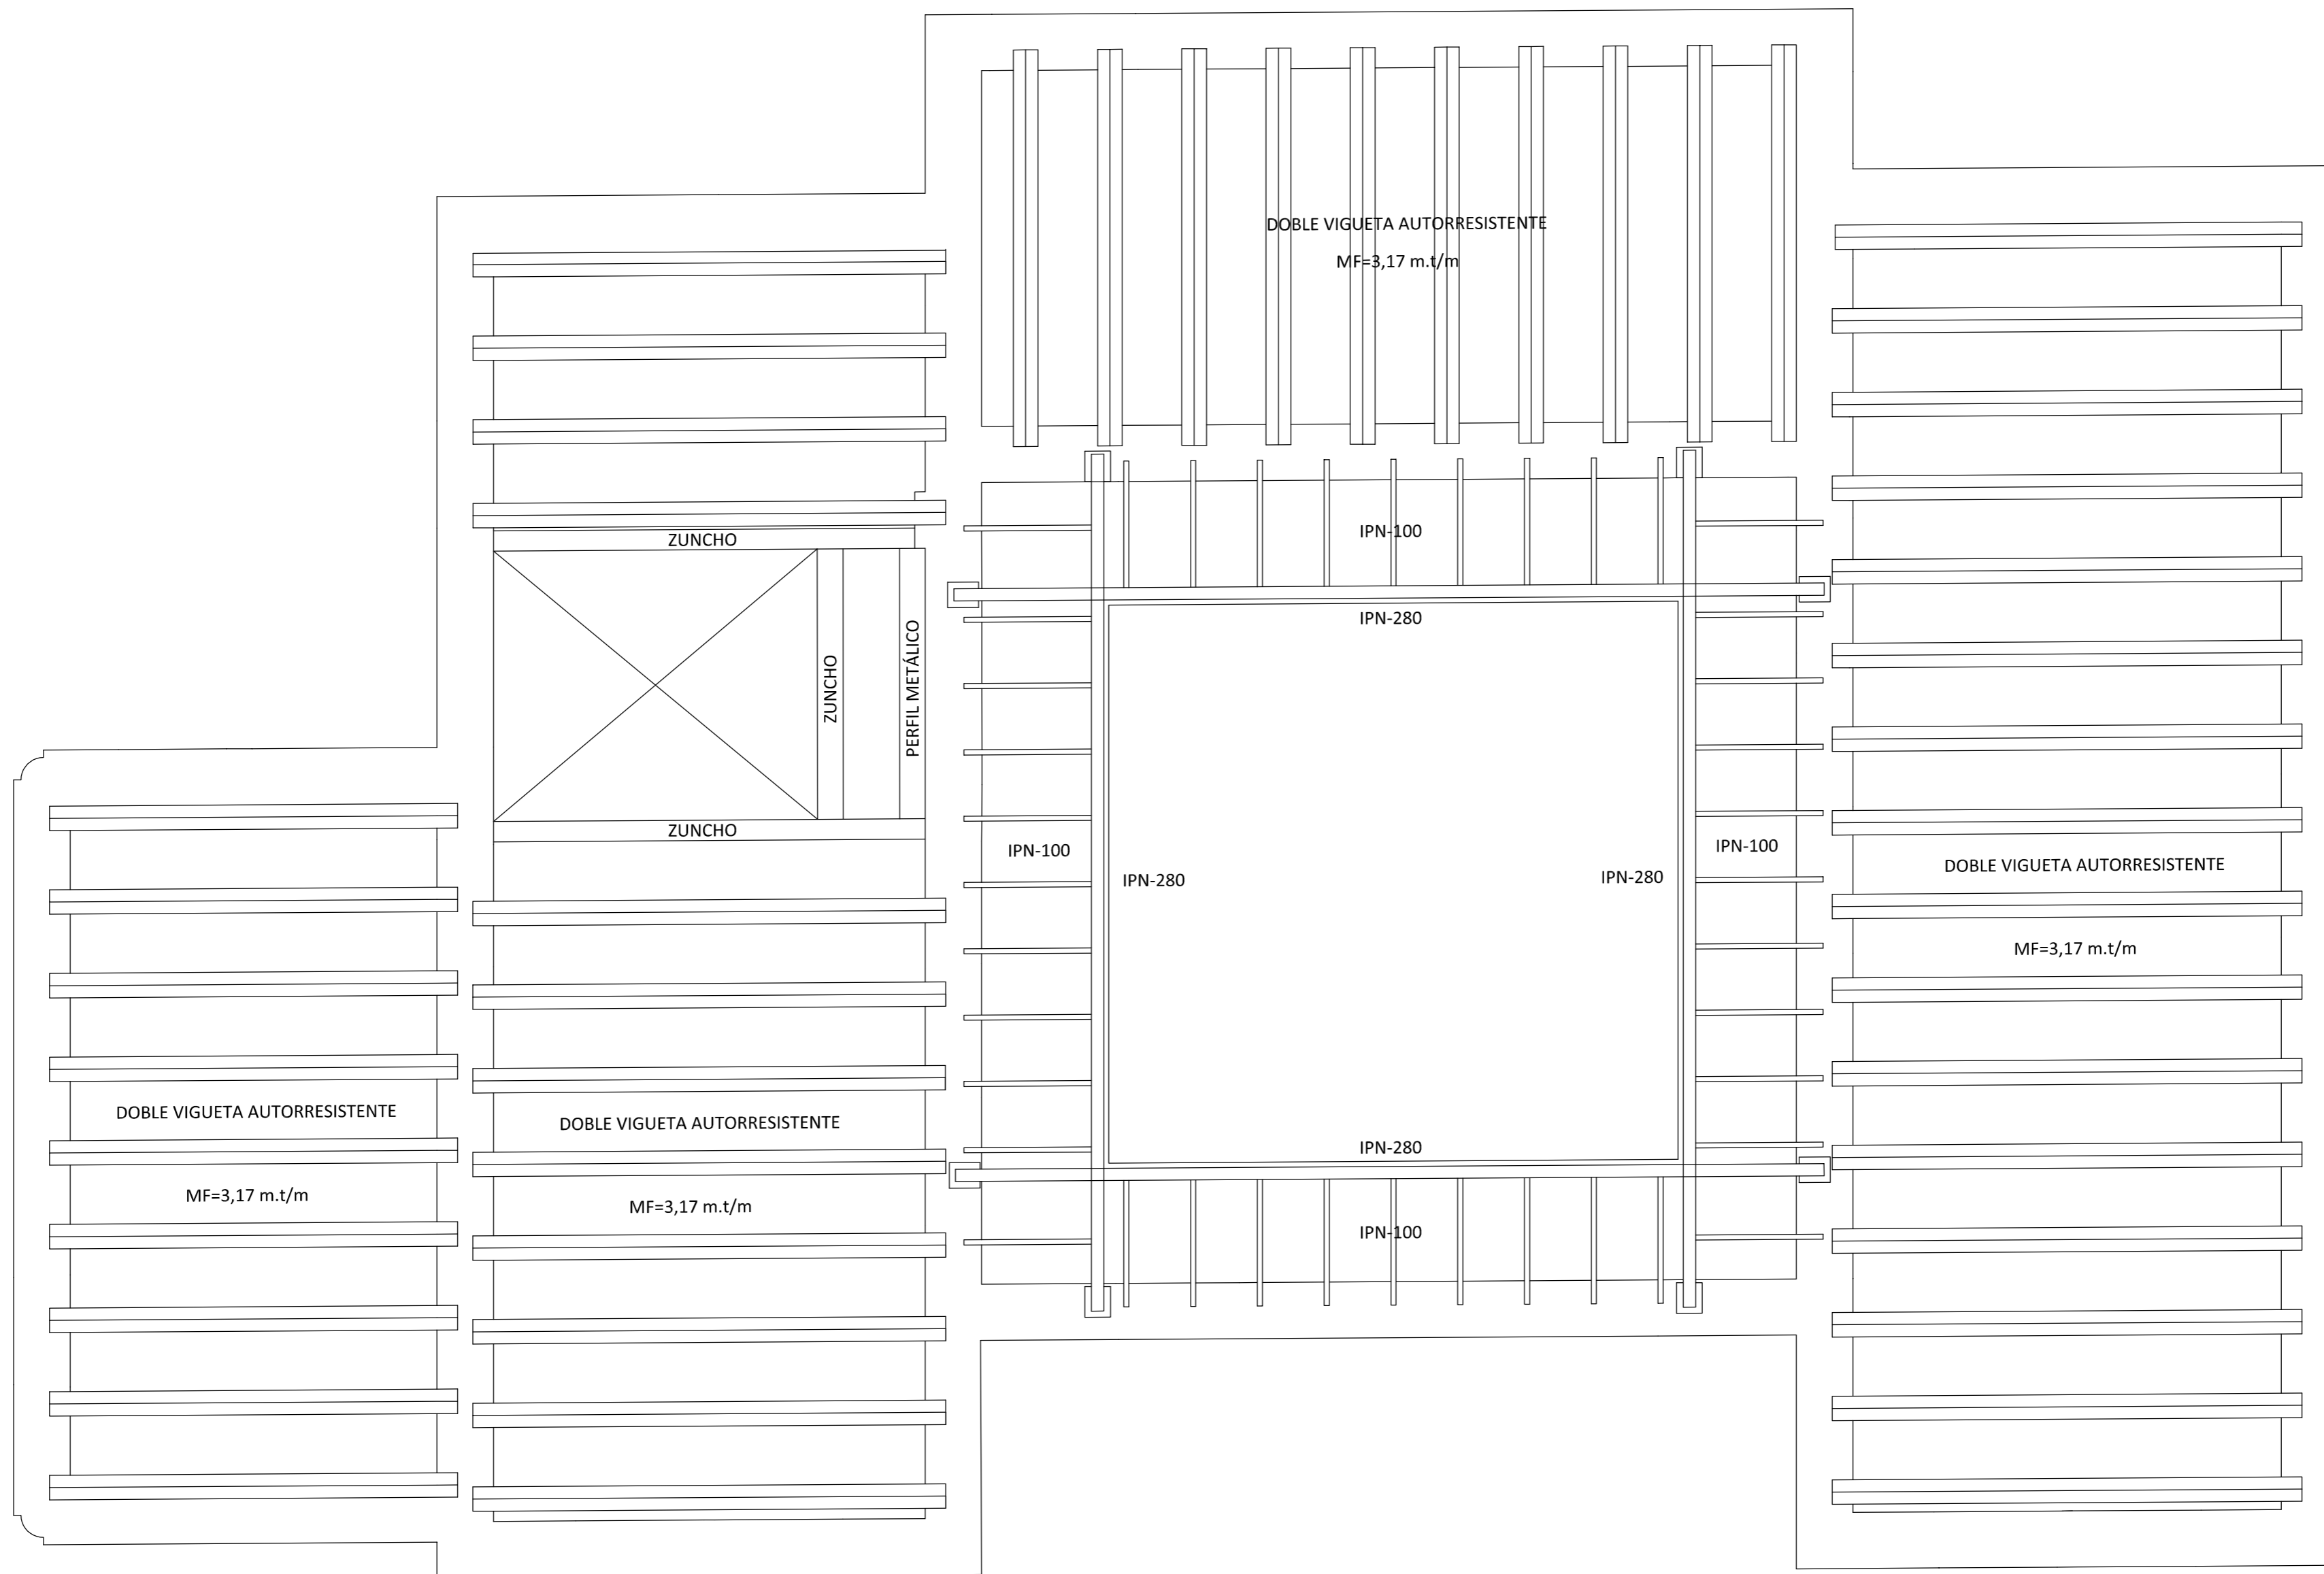 DOBLE VIGUETA AUTORRESISTENTE
MF=3,17 m.t/m
ZUNCHO
IPN-100
IPN-280
ZUNCHO
PERFIL METÁLICO
ZUNCHO
IPN-100
IPN-280
IPN-280
IPN-100
DOBLE VIGUETA AUTORRESISTENTE
MF=3,17 m.t/m
DOBLE VIGUETA AUTORRESISTENTE
MF=3,17 m.t/m
DOBLE VIGUETA AUTORRESISTENTE
MF=3,17 m.t/m
IPN-280
IPN-100